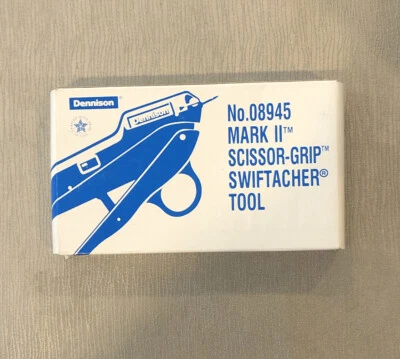 Dennison®
Dennison
No.08945
MARK II™
SCISSOR-GRIP™
SWIFTACHER®
TOOL